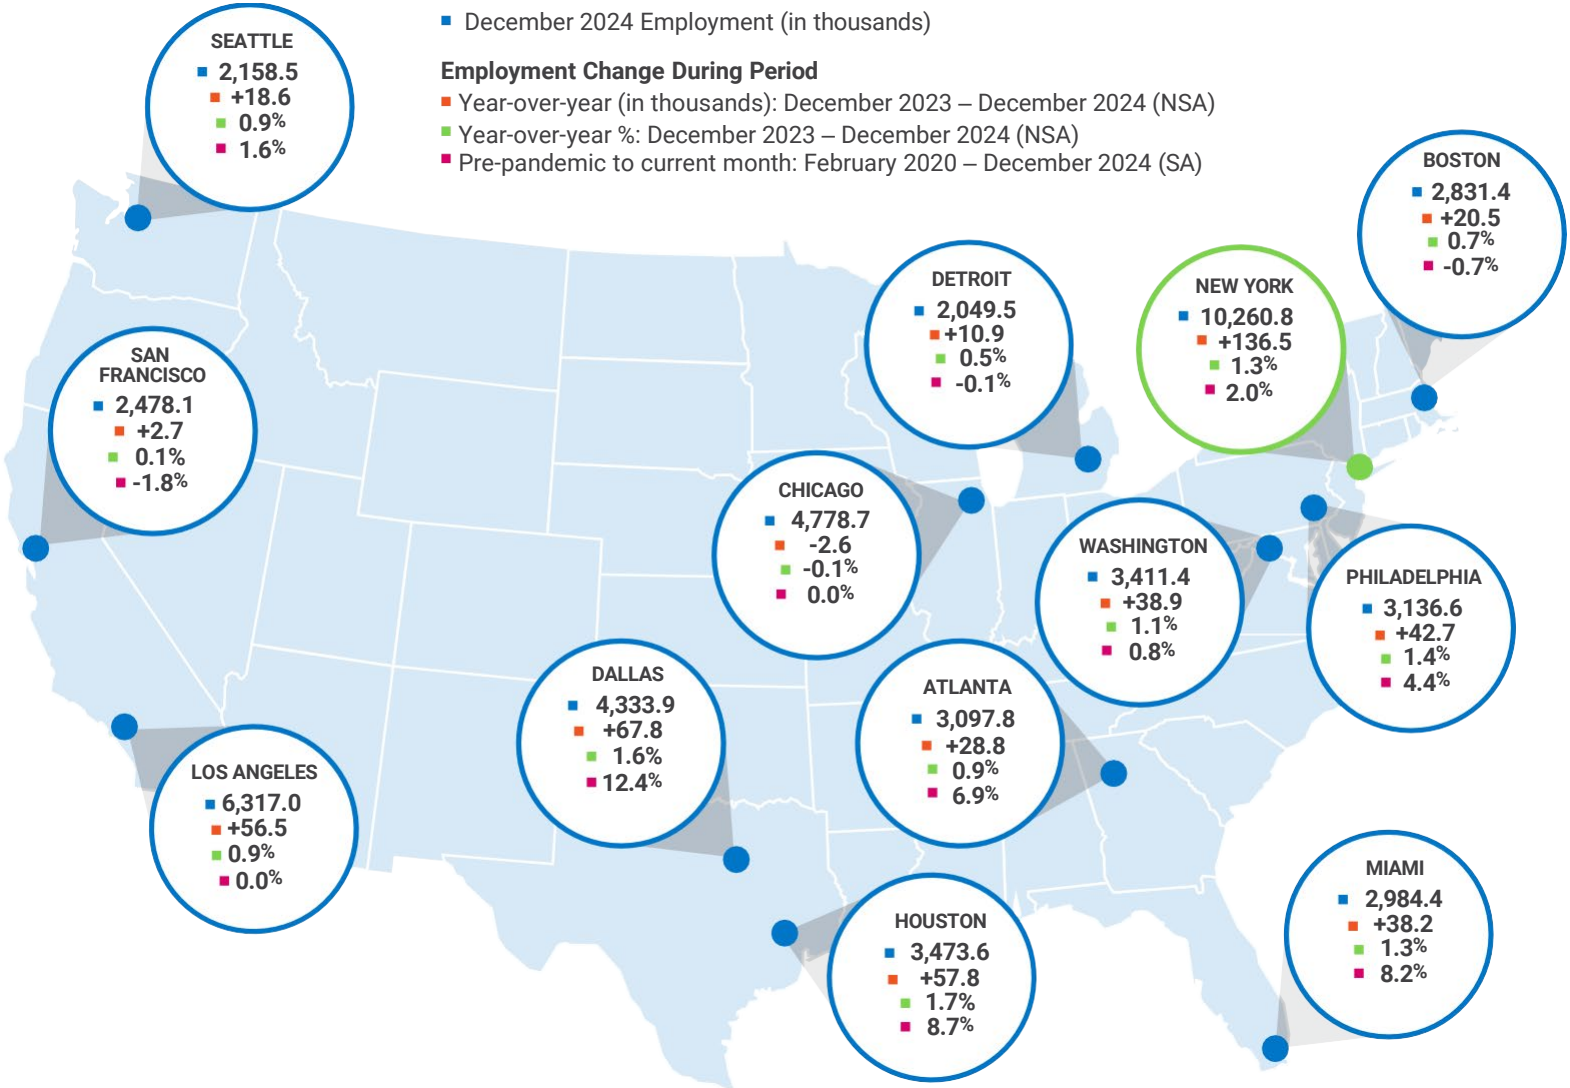 December 2024 Employment (in thousands)
Employment Change During Period
Year-over-year (in thousands): December 2023 – December 2024 (NSA)
Year-over-year %: December 2023 – December 2024 (NSA)
Pre-pandemic to current month: February 2020 – December 2024 (SA)
SEATTLE
2,158.5
+18.6
0.9%
1.6%
BOSTON
2,831.4
+20.5
0.7%
-0.7%
DETROIT
2,049.5
+10.9
0.5%
-0.1%
NEW YORK
10,260.8
+136.5
1.3%
2.0%
SAN
FRANCISCO
2,478.1
+2.7
0.1%
-1.8%
CHICAGO
4,778.7
-2.6
-0.1%
0.0%
WASHINGTON
3,411.4
+38.9
1.1%
0.8%
PHILADELPHIA
3,136.6
+42.7
1.4%
4.4%
DALLAS
4,333.9
+67.8
1.6%
12.4%
ATLANTA
3,097.8
+28.8
0.9%
6.9%
LOS ANGELES
6,317.0
+56.5
0.9%
0.0%
HOUSTON
3,473.6
+57.8
1.7%
8.7%
MIAMI
2,984.4
+38.2
1.3%
8.2%